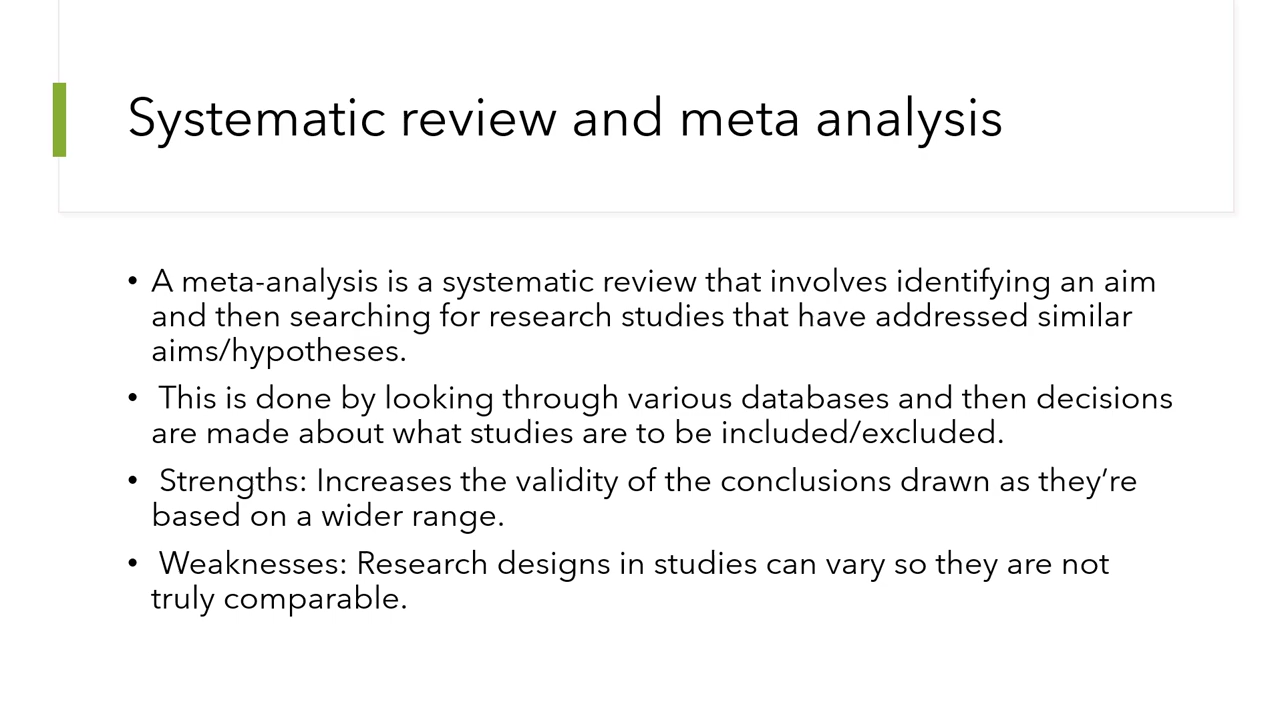 Systematic review and meta analysis
• A meta-analysis is a systematic review that involves identifying an aim
and then searching for research studies that have addressed similar
aims/hypotheses.
• This is done by looking through various databases and then decisions
are made about what studies are to be included/excluded.
• Strengths: Increases the validity of the conclusions drawn as they’re
based on a wider range.
• Weaknesses: Research designs in studies can vary so they are not
truly comparable.